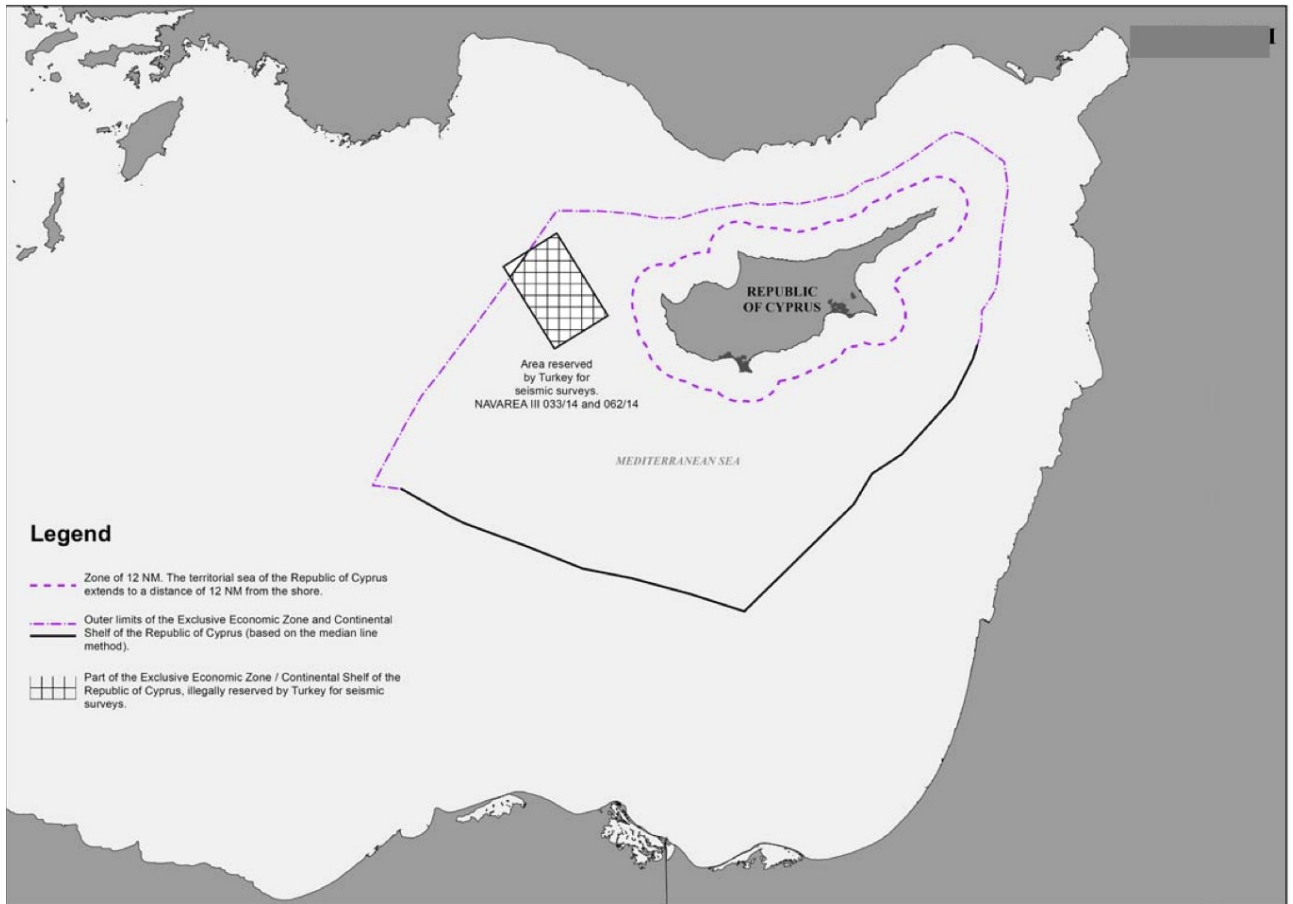 I
REPUBLIC
OF CYPRUS
Area reserved
by Turkey for
seismic surveys.
NAVAREA III 033/14 and 062/14
MEDITERRANEAN SEA
Legend
Zone of 12 NM. The territorial sea of the Republic of Cyprus
extends to a distance of 12 NM from the shore.
Outer limits of the Exclusive Economic Zone and Continental
Shelf of the Republic of Cyprus (based on the median line
method).
Part of the Exclusive Economic Zone / Continental Shelf of the
Republic of Cyprus, illegally reserved by Turkey for seismic
surveys.